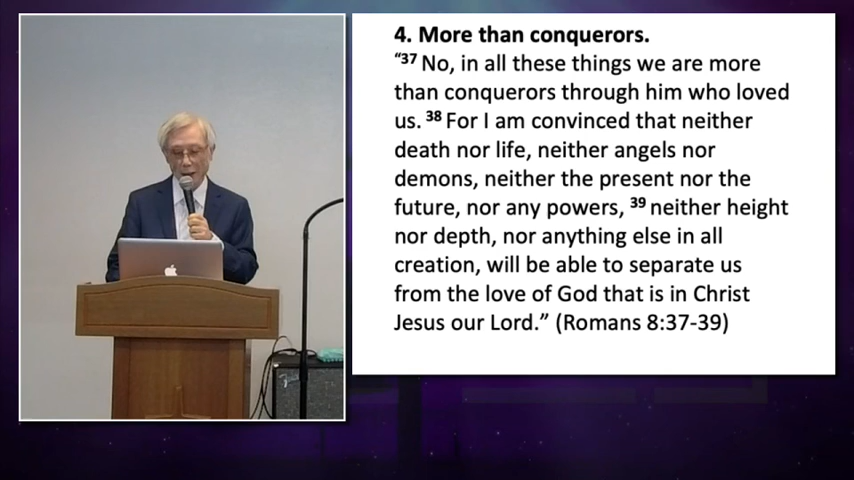 4. More than conquerors.
“37 No, in all these things we are more
than conquerors through him who loved
us. 38 For I am convinced that neither
death nor life, neither angels nor
demons, neither the present nor the
future, nor any powers, 39 neither height
nor depth, nor anything else in all
creation, will be able to separate us
from the love of God that is in Christ
Jesus our Lord.” (Romans 8:37-39)